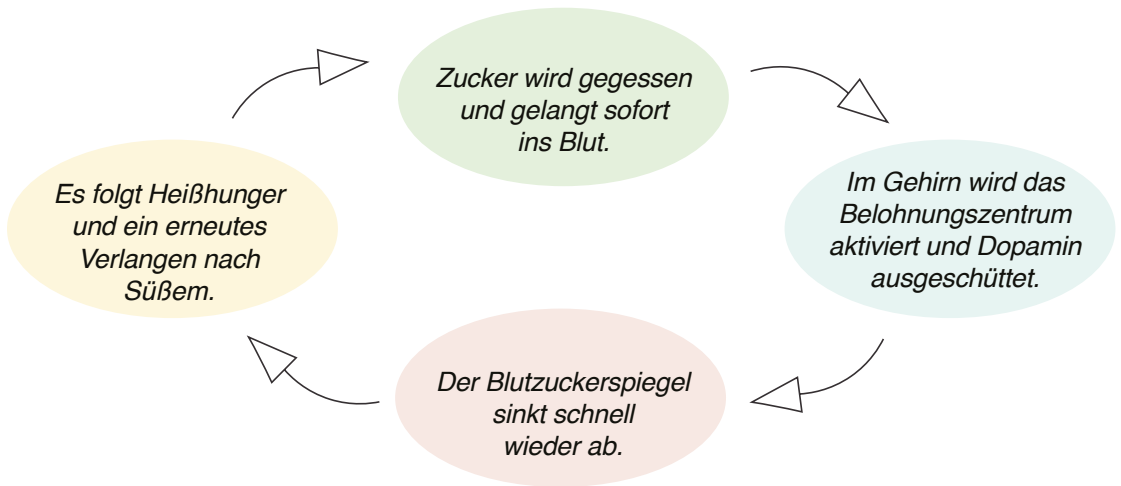 Zucker wird gegessen
und gelangt sofort
ins Blut.
Im Gehirn wird das
Belohnungszentrum
aktiviert und Dopamin
ausgeschüttet.
Der Blutzuckerspiegel
sinkt schnell
wieder ab.
Es folgt Heißhunger
und ein erneutes
Verlangen nach
Süßem.